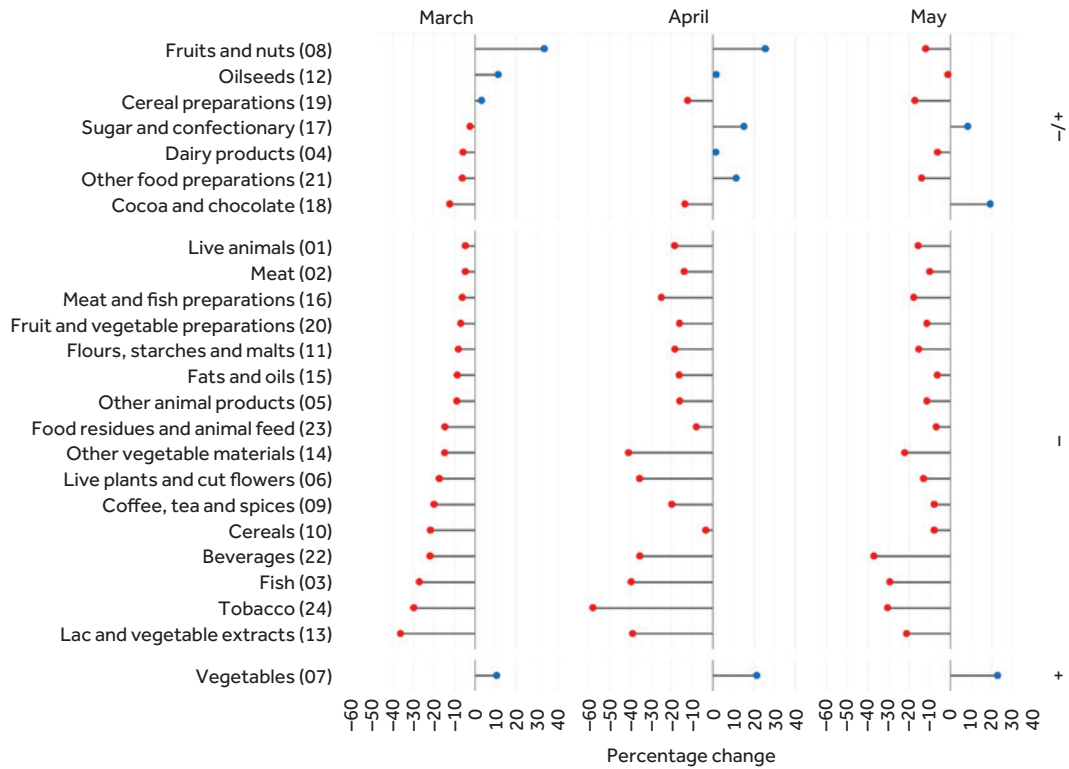 March April May
Fruits and nuts (08)
Oilseeds (12)
Cereal preparations (19)
Sugar and confectionary (17)
Dairy products (04)
Other food preparations (21)
Cocoa and chocolate (18)
−/+
Live animals (01)
Meat (02)
Meat and fish preparations (16)
Fruit and vegetable preparations (20)
Flours, starches and malts (11)
Fats and oils (15)
Other animal products (05)
Food residues and animal feed (23)
Other vegetable materials (14)
Live plants and cut flowers (06)
Coffee, tea and spices (09)
Cereals (10)
Beverages (22)
Fish (03)
Tobacco (24)
Lac and vegetable extracts (13)
−
Vegetables (07)
+
−60 −50 −40 −30 −20 −10 0 10 20 30 40 −60 −50 −40 −30 −20 −10 0 10 20 30 40 −60 −50 −40 −30 −20 −10 0 10 20 30 40
Percentage change